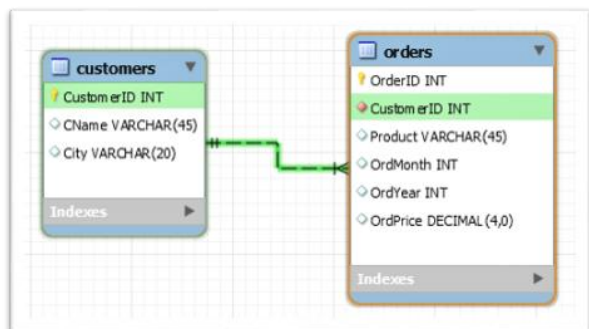 customers
CustomerID INT
CName VARCHAR(45)
City VARCHAR(20)
Indexes
orders
OrderID INT
CustomerID INT
Product VARCHAR(45)
OrdMonth INT
OrdYear INT
OrdPrice DECIMAL(4,0)
Indexes